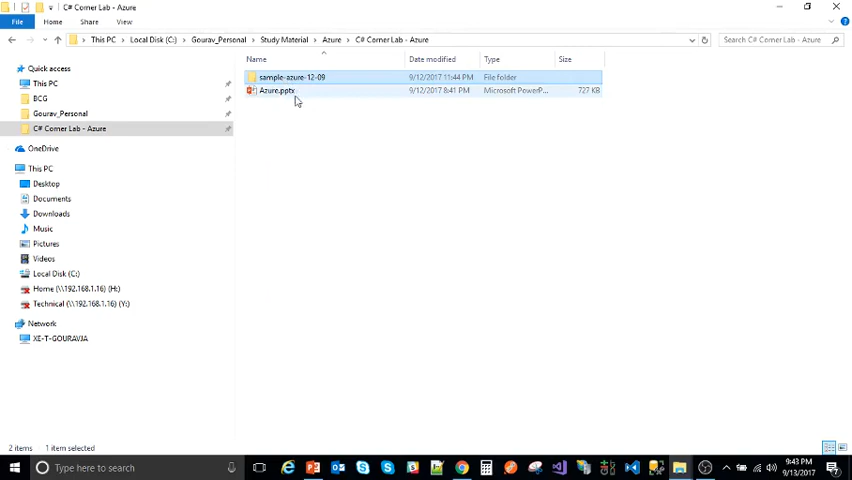 C# Corner Lab - Azure
File
Home
Share
View
This PC
Local Disk (C:)
Gourav_Personal
Study Material
Azure
C# Corner Lab - Azure
Search C# Corner Lab - Azure
Name
Date modified
Type
Size
Quick access
This PC
BCG
Gourav_Personal
C# Corner Lab - Azure
OneDrive
This PC
Desktop
Documents
Downloads
Music
Pictures
Videos
Local Disk (C:)
Home (\\192.168.1.16) (H:)
Technical (\\192.168.1.16) (Y:)
Network
XE-T-GOURAVJA
sample-azure-12-09 9/12/2017 11:44 PM File folder
Azure.pptx 9/12/2017 8:41 PM Microsoft PowerP... 727 KB
2 items 1 item selected
Type here to search
9:43 PM
9/13/2017